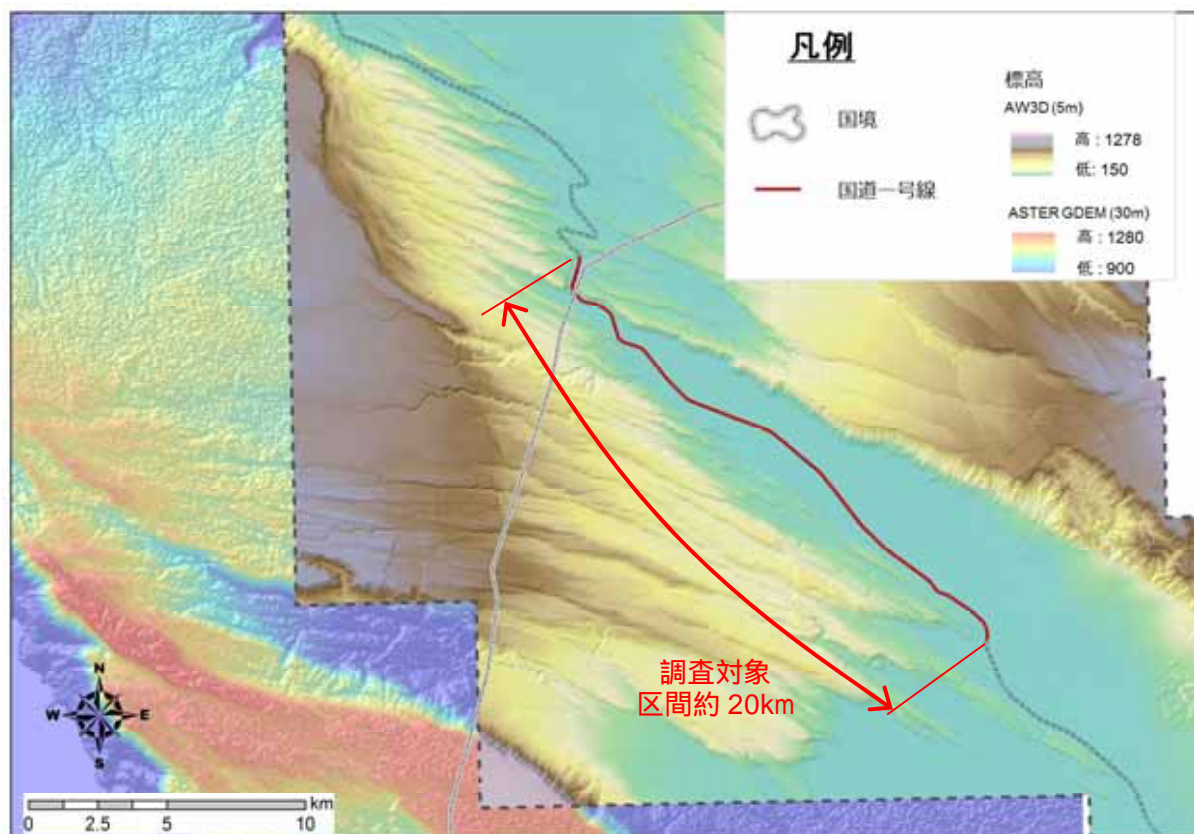 凡例
国境
国道一号線
標高
AW3D (5m)
高 : 1278
低: 150
ASTER GDEM (30m)
高 : 1280
低 : 900
調査対象
区間約 20km
N
W E
S
km
0 2.5 5 10